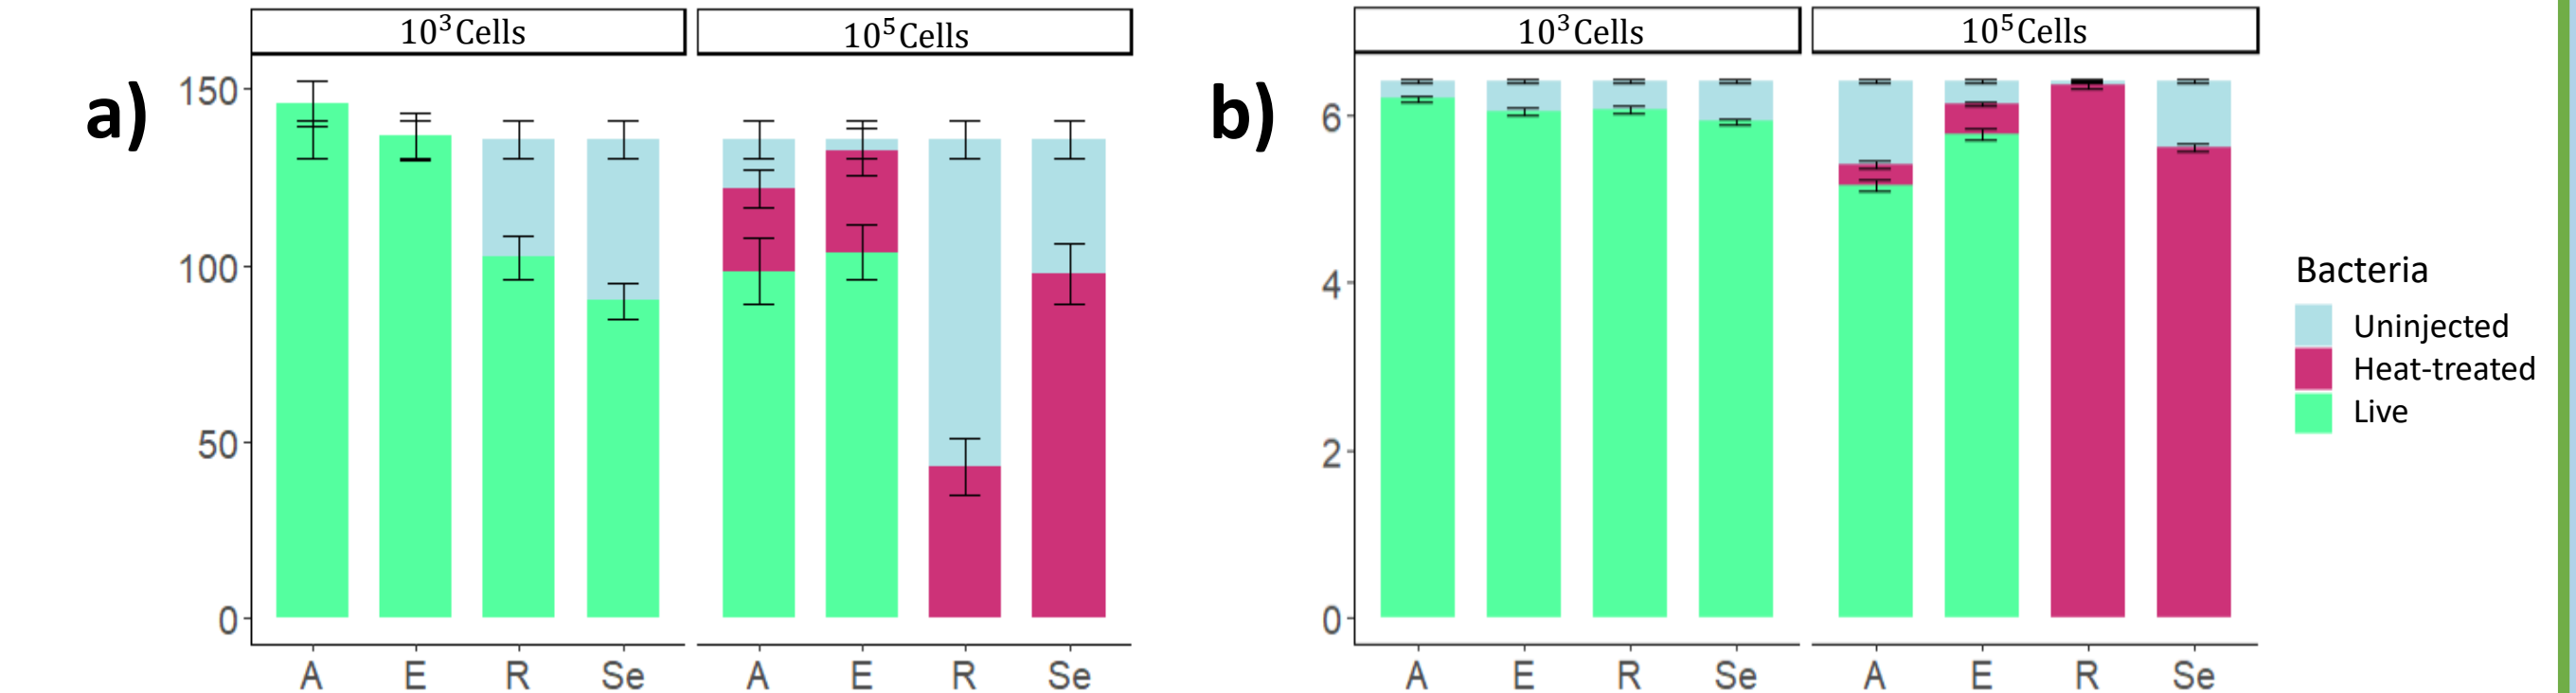 a)
10³Cells 10⁵Cells
150
100
50
0
A E R Se A E R Se
b)
10³Cells 10⁵Cells
6
4
2
0
A E R Se A E R Se
Bacteria
Uninjected
Heat-treated
Live